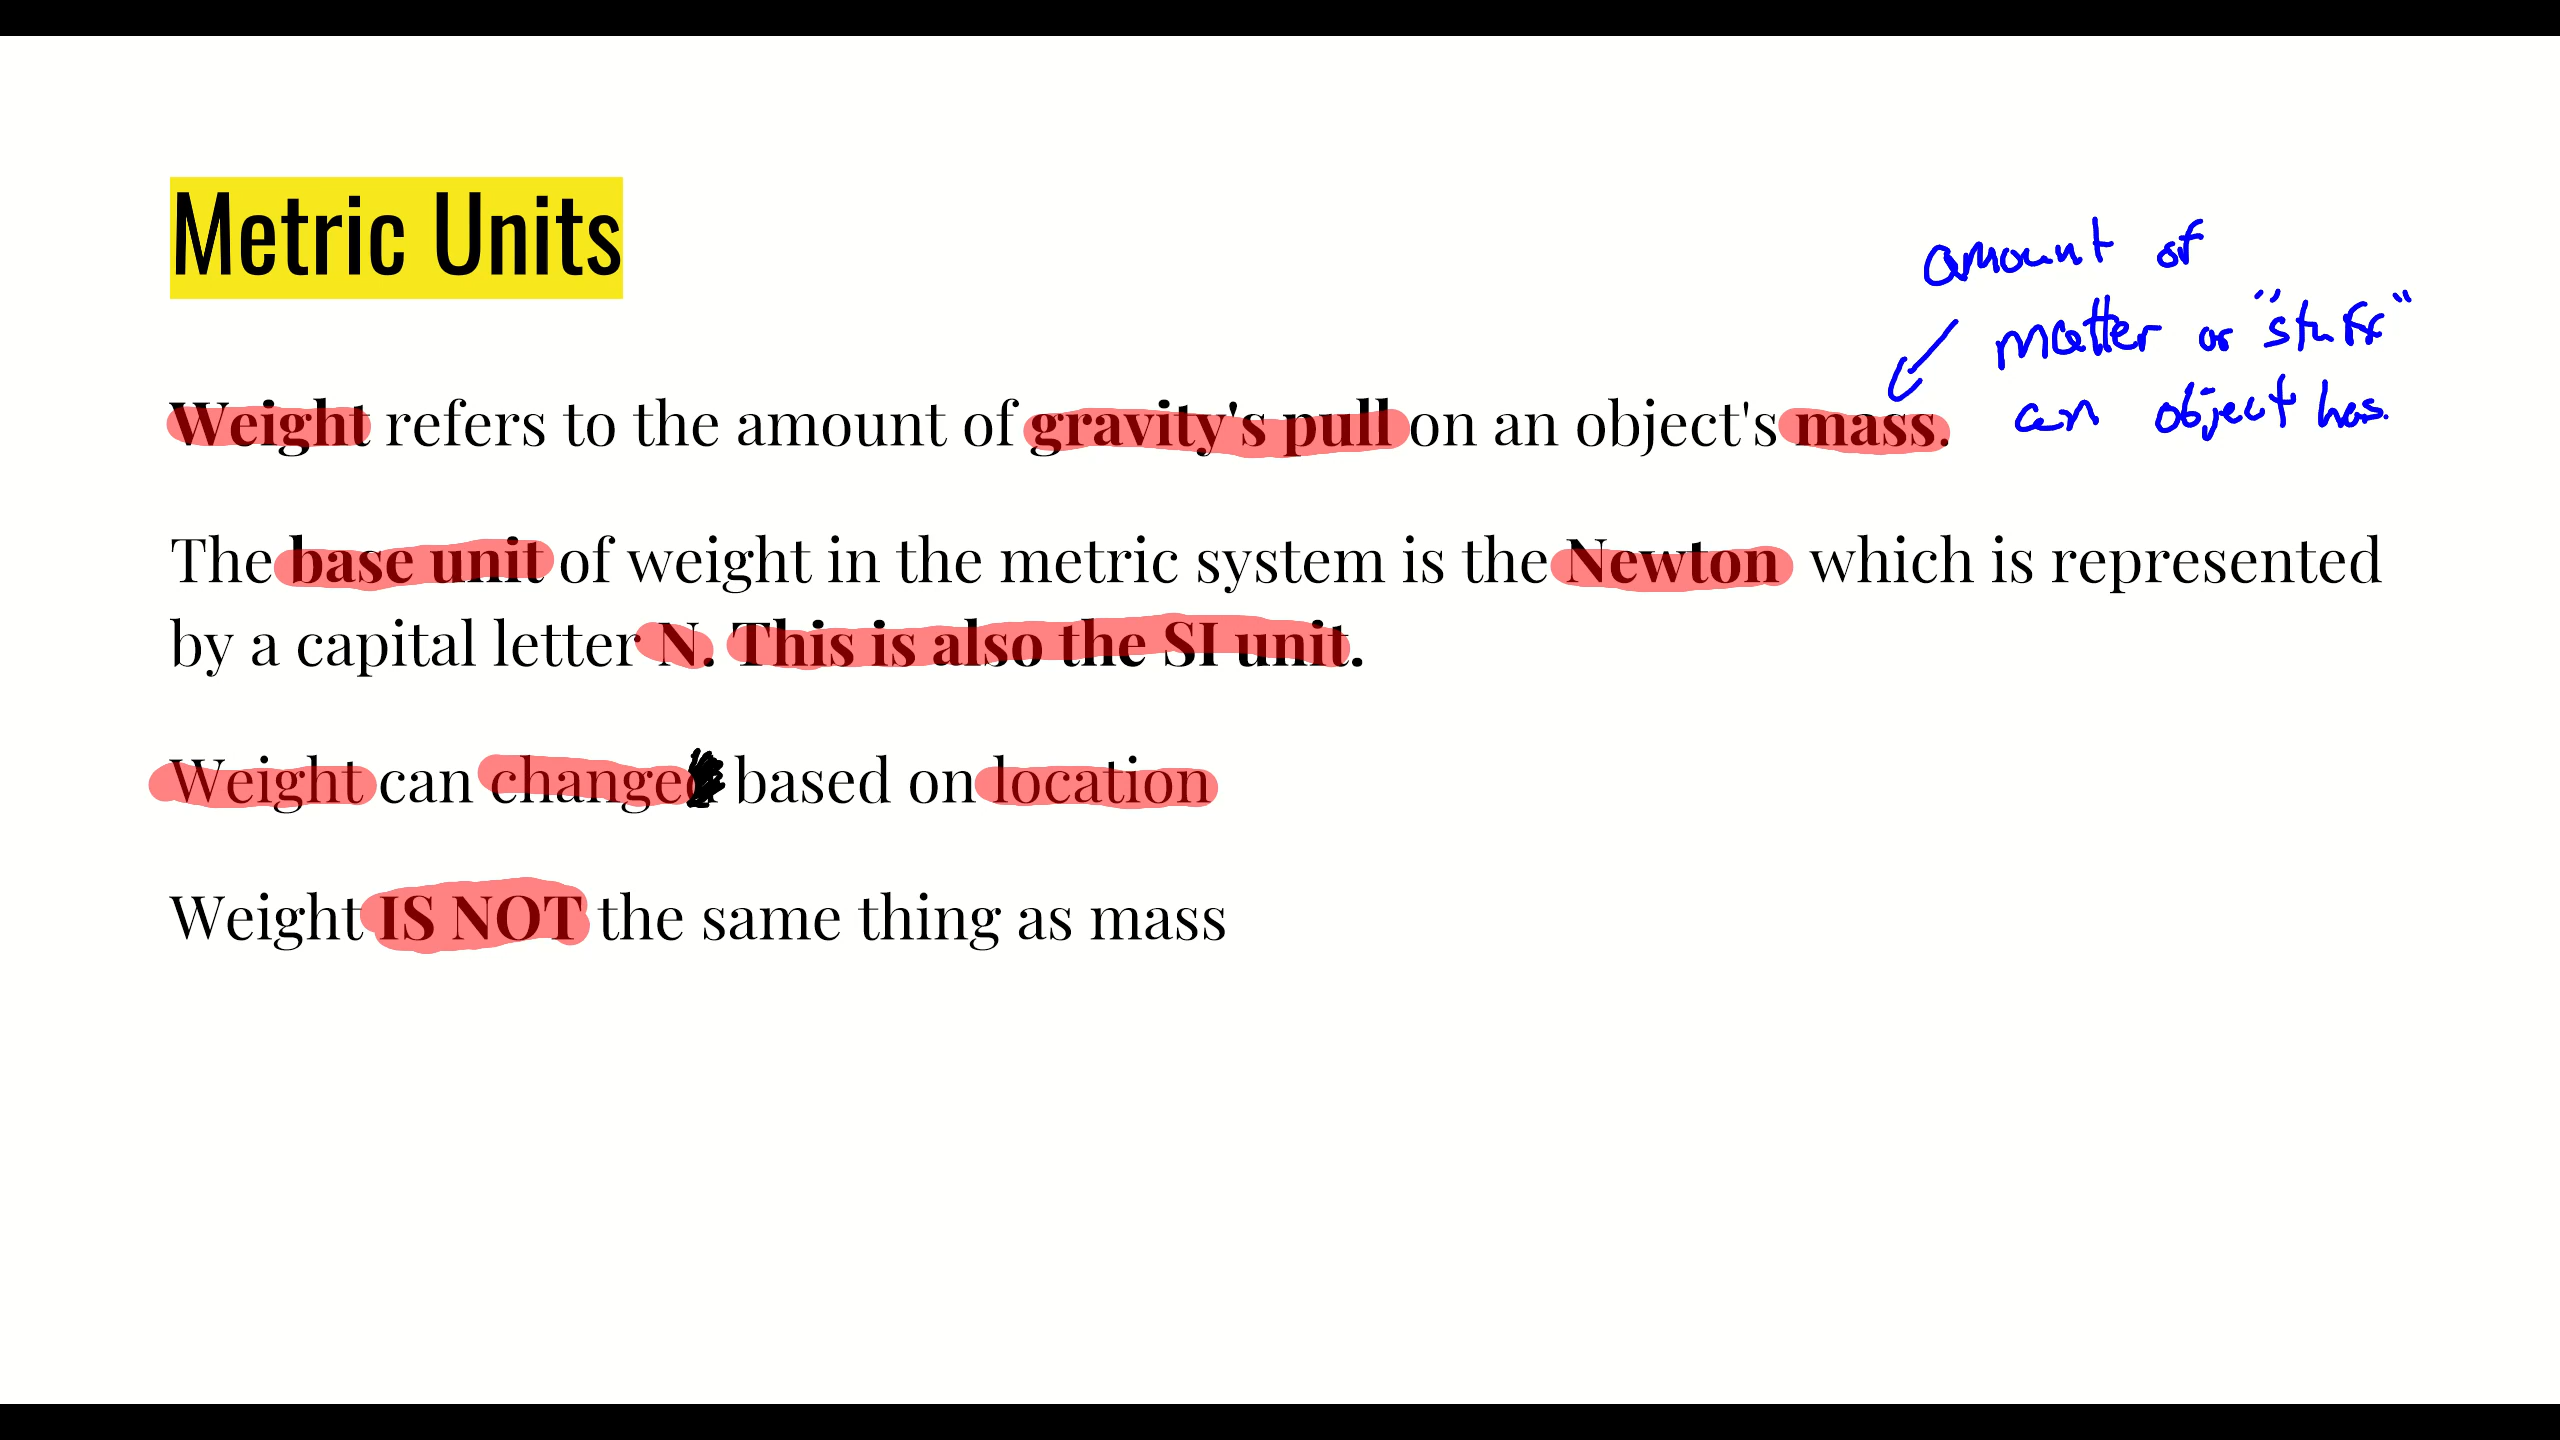 Metric Units
amount of
matter or "stuff"
an object has.
Weight refers to the amount of gravity's pull on an object's mass.
The base unit of weight in the metric system is the Newton which is represented
by a capital letter N. This is also the SI unit.
Weight can change based on location
Weight IS NOT the same thing as mass